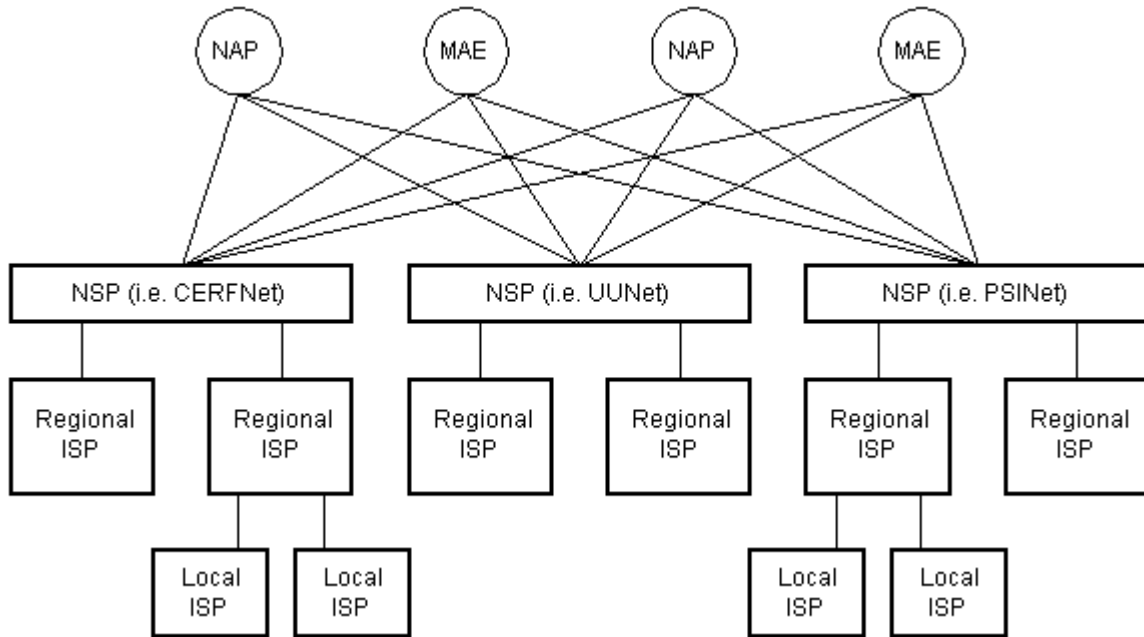 NAP
MAE
NAP
MAE
NSP (i.e. CERFNet)
NSP (i.e. UUNet)
NSP (i.e. PSINet)
Regional
ISP
Regional
ISP
Regional
ISP
Regional
ISP
Regional
ISP
Regional
ISP
Local
ISP
Local
ISP
Local
ISP
Local
ISP